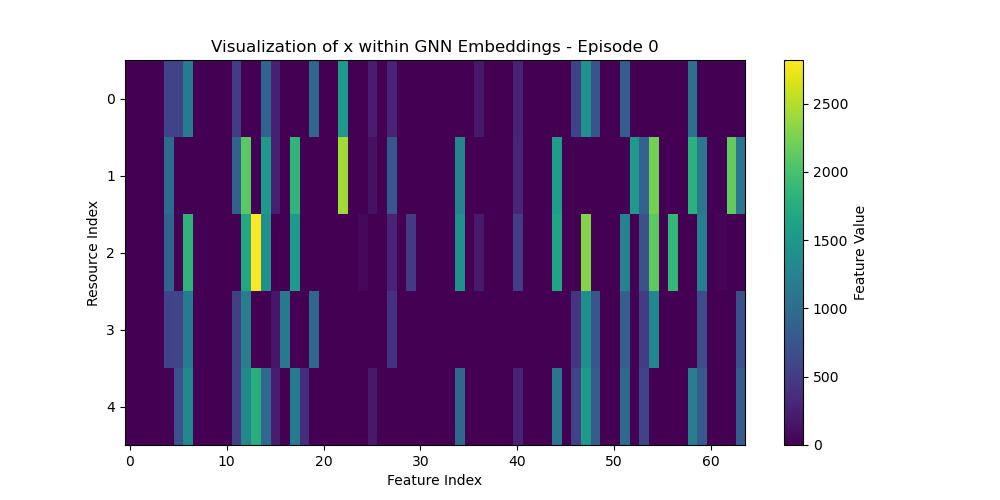 Visualization of x within GNN Embeddings - Episode 0
Resource Index
0
1
2
3
4
0 10 20 30 40 50 60
Feature Index
2500
2000
1500
1000
500
0
Feature Value